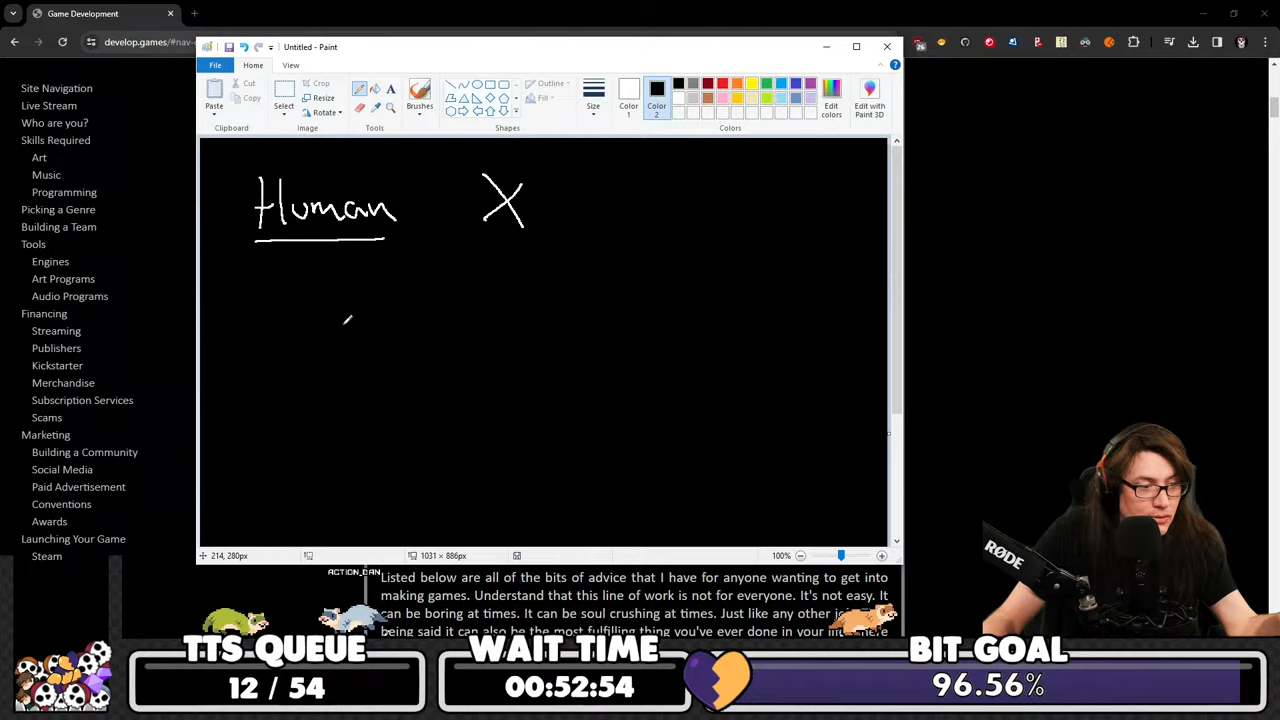 Game Development
develop.games/#nav-
Untitled - Paint
File
Home
View
Paste
Cut
Copy
Clipboard
Select
Crop
Resize
Rotate
Image
Tools
Brushes
Shapes
Outline
Fill
Size
Color
1
Color
2
Edit
colors
Edit with
Paint 3D
Colors
Human X
214, 280px
1031 × 886px
100%
Site Navigation
Live Stream
Who are you?
Skills Required
Art
Music
Programming
Picking a Genre
Building a Team
Tools
Engines
Art Programs
Audio Programs
Financing
Streaming
Publishers
Kickstarter
Merchandise
Subscription Services
Scams
Marketing
Building a Community
Social Media
Paid Advertisement
Conventions
Awards
Launching Your Game
Steam
Listed below are all of the bits of advice that I have for anyone wanting to get into
making games. Understand that this line of work is not for everyone. It's not easy. It
can be boring at times. It can be soul crushing at times. Just like any other
being said it can also be the most fulfilling thing you've ever done in your
RØDE
TTS QUEUE
12 / 54
WAIT TIME
00:52:54
BIT GOAL
96.56%